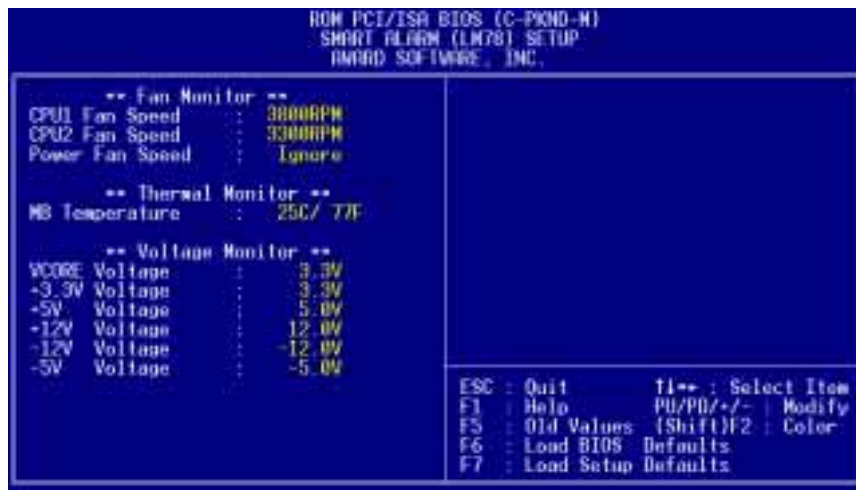 ROM PCI/ISA BIOS (C-PKND-N)
SMART ALARM (LM78) SETUP
AWARD SOFTWARE, INC.
** Fan Monitor **
CPU1 Fan Speed : 3800RPM
CPU2 Fan Speed : 3300RPM
Power Fan Speed : Ignore
** Thermal Monitor **
MB Temperature : 25C/ 77F
** Voltage Monitor **
VCORE Voltage : 3.3V
+3.3V Voltage : 3.3V
+5V Voltage : 5.0V
+12V Voltage : 12.0V
-12V Voltage : -12.0V
-5V Voltage : -5.0V
ESC : Quit ↑↓→← : Select Item
F1 : Help PU/PD/+/- : Modify
F5 : Old Values (Shift)F2 : Color
F6 : Load BIOS Defaults
F7 : Load Setup Defaults